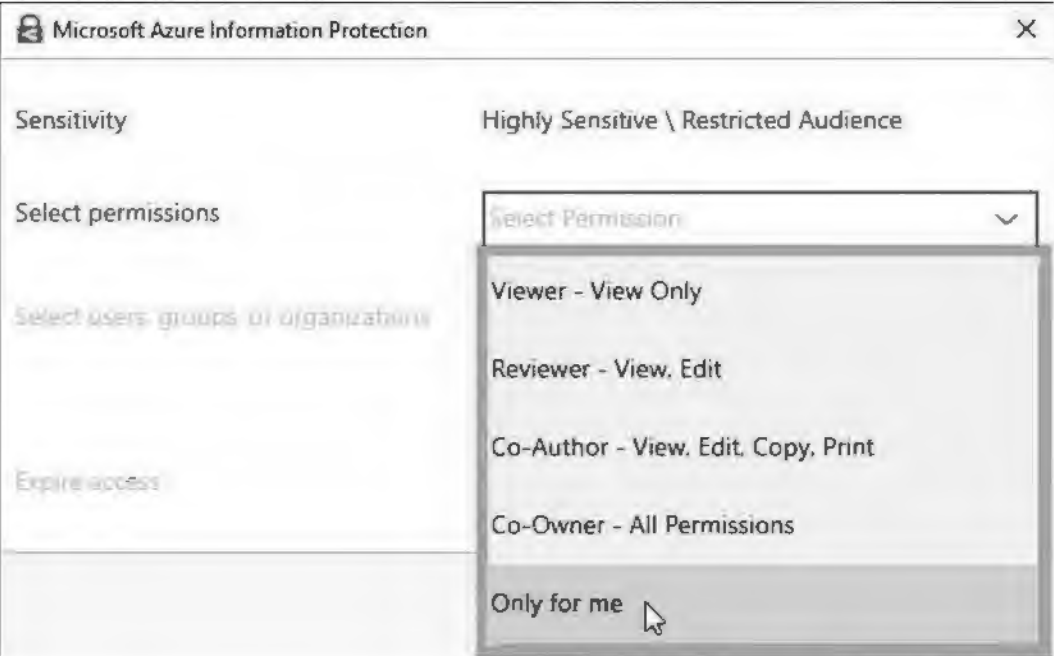 Microsoft Azure Information Protection
Sensitivity
Highly Sensitive \ Restricted Audience
Select permissions
Select Permission
Viewer - View Only
Select users, groups, or organizations
Reviewer - View, Edit
Co-Author - View, Edit, Copy, Print
Expire access
Co-Owner - All Permissions
Only for me